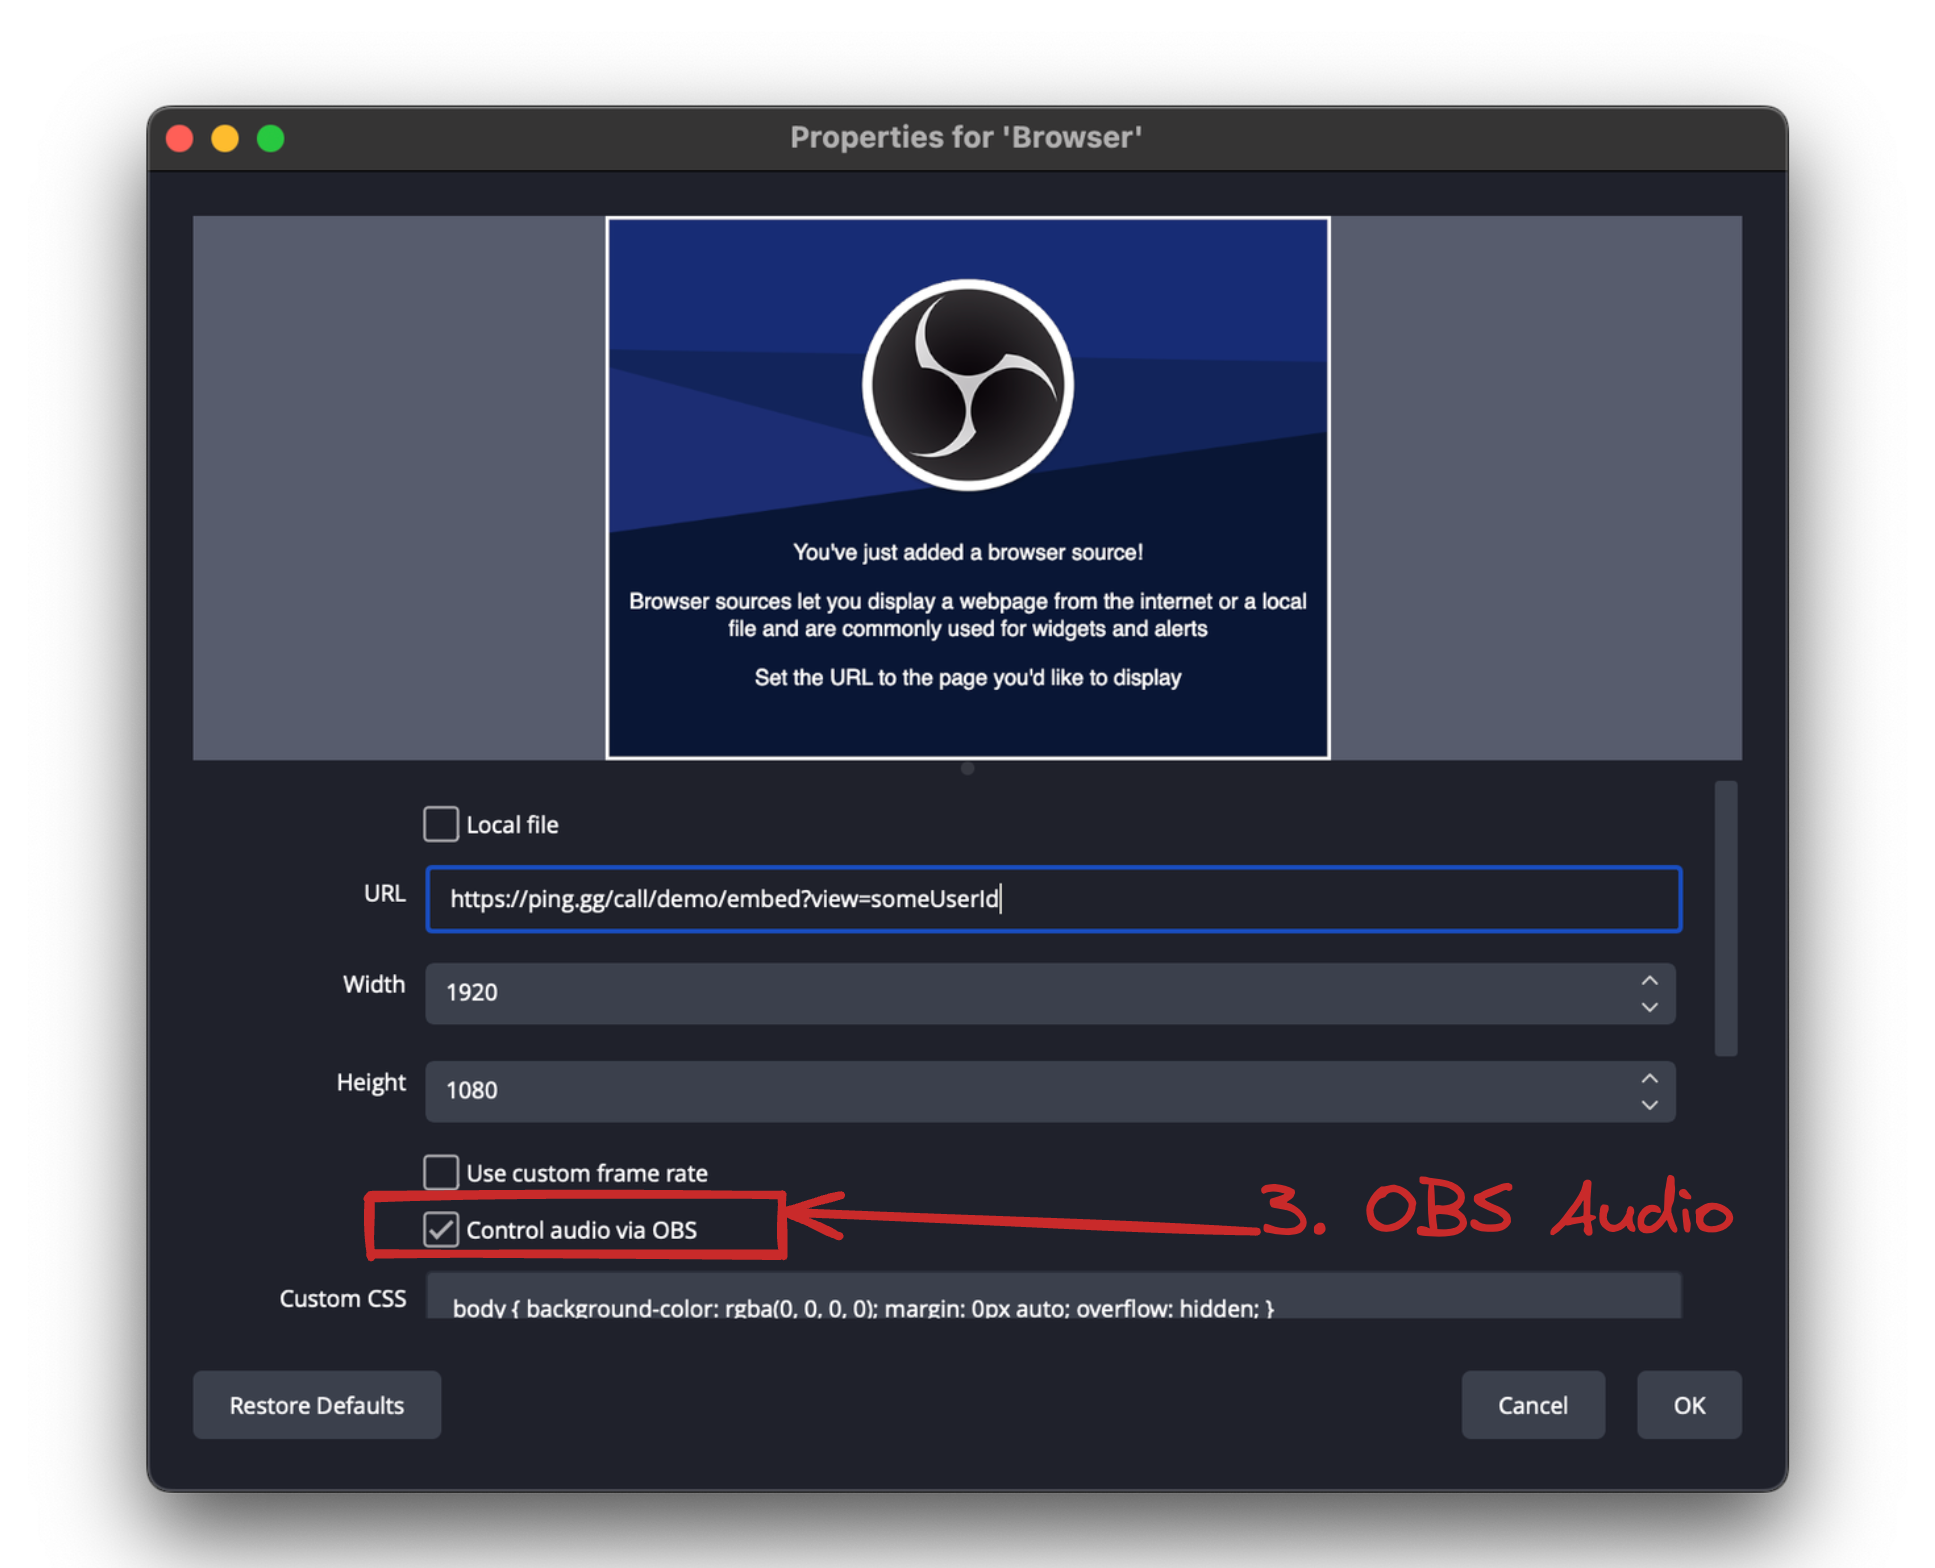 Properties for 'Browser'
You've just added a browser source!
Browser sources let you display a webpage from the internet or a local
file and are commonly used for widgets and alerts
Set the URL to the page you'd like to display
Local file
URL
https://ping.gg/call/demo/embed?view=someUserId
Width
1920
Height
1080
Use custom frame rate
Control audio via OBS
3. OBS Audio
Custom CSS
body { background-color: rgba(0, 0, 0, 0); margin: 0px auto; overflow: hidden; }
Restore Defaults
Cancel
OK